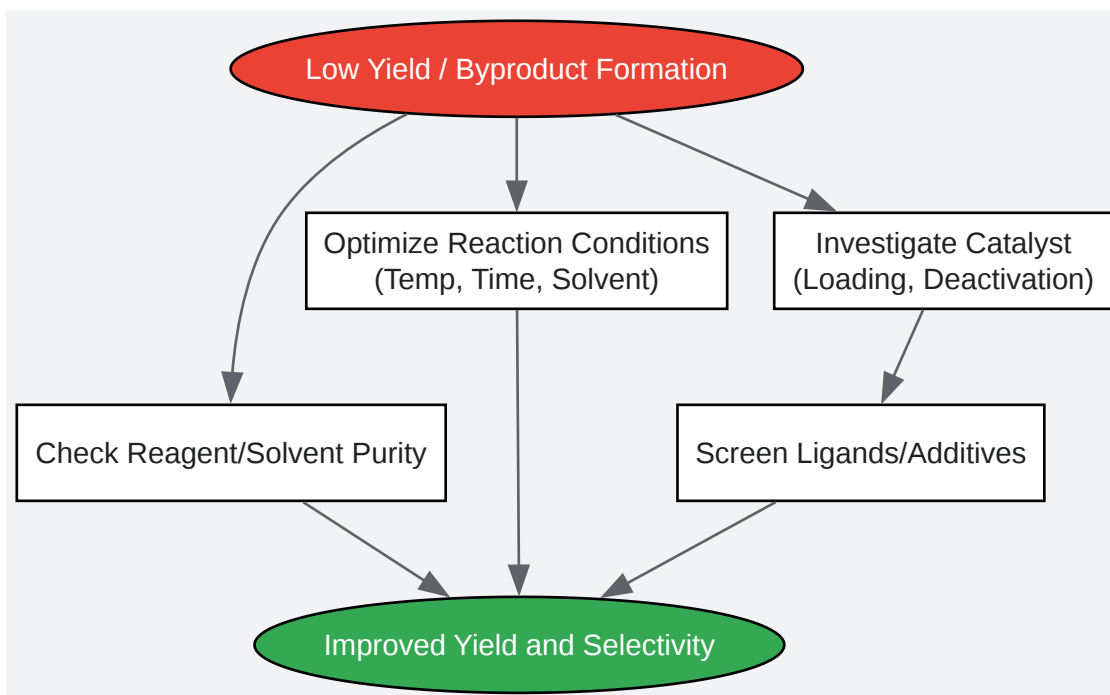 Low Yield / Byproduct Formation
Optimize Reaction Conditions
(Temp, Time, Solvent)
Investigate Catalyst
(Loading, Deactivation)
Check Reagent/Solvent Purity
Screen Ligands/Additives
Improved Yield and Selectivity